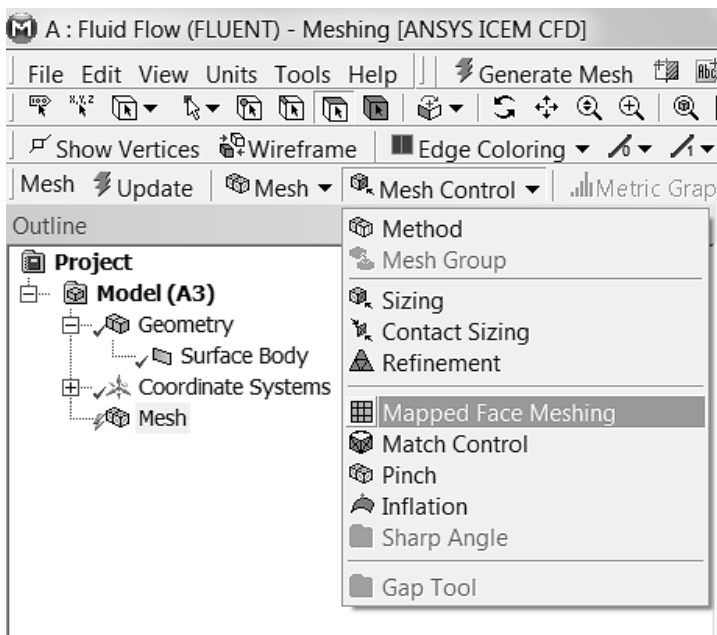 A : Fluid Flow (FLUENT) - Meshing [ANSYS ICEM CFD]
File Edit View Units Tools Help Generate Mesh
Show Vertices Wireframe Edge Coloring
Mesh Update Mesh Mesh Control Metric Grap
Outline
Project
Model (A3)
Geometry
Surface Body
Coordinate Systems
Mesh
Method
Mesh Group
Sizing
Contact Sizing
Refinement
Mapped Face Meshing
Match Control
Pinch
Inflation
Sharp Angle
Gap Tool